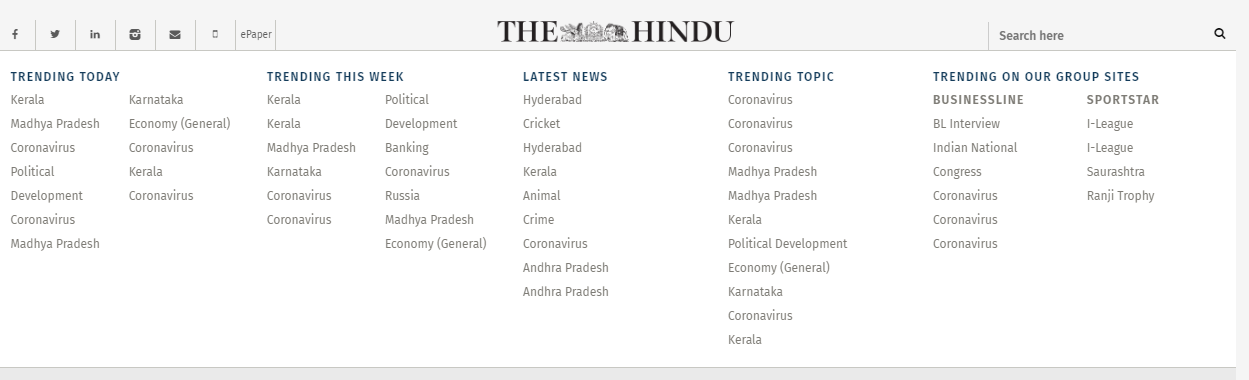 ePaper
THE HINDU
Search here
TRENDING TODAY
Kerala
Madhya Pradesh
Coronavirus
Political
Development
Coronavirus
Madhya Pradesh
Karnataka
Economy (General)
Coronavirus
Kerala
Coronavirus
TRENDING THIS WEEK
Kerala
Kerala
Madhya Pradesh
Karnataka
Coronavirus
Coronavirus
Political
Development
Banking
Coronavirus
Russia
Madhya Pradesh
Economy (General)
LATEST NEWS
Hyderabad
Cricket
Hyderabad
Kerala
Animal
Crime
Coronavirus
Andhra Pradesh
Andhra Pradesh
TRENDING TOPIC
Coronavirus
Coronavirus
Coronavirus
Madhya Pradesh
Madhya Pradesh
Kerala
Political Development
Economy (General)
Karnataka
Coronavirus
Kerala
TRENDING ON OUR GROUP SITES
BUSINESSLINE
BL Interview
Indian National
Congress
Coronavirus
Coronavirus
Coronavirus
SPORTSTAR
I-League
I-League
Saurashtra
Ranji Trophy